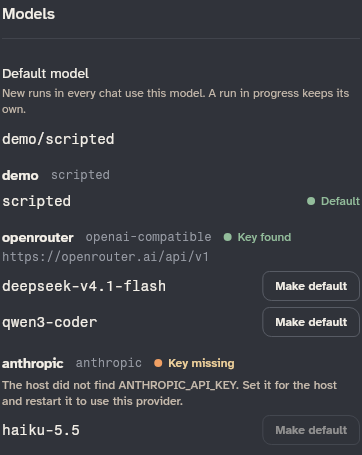 Models
Default model
New runs in every chat use this model. A run in progress keeps its
own.
demo/scripted
demo scripted
scripted Default
openrouter openai-compatible Key found
https://openrouter.ai/api/v1
deepseek-v4.1-flash Make default
qwen3-coder Make default
anthropic anthropic Key missing
The host did not find ANTHROPIC_API_KEY. Set it for the host
and restart it to use this provider.
haiku-5.5 Make default